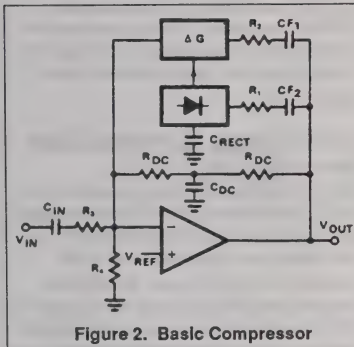 ΔG
R₂
CF₁
R₁
CF₂
CRECT
RDC
RDC
CDC
CIN
R₃
VIN
VREF
VOUT
R₄
−
+
Figure 2. Basic Compressor